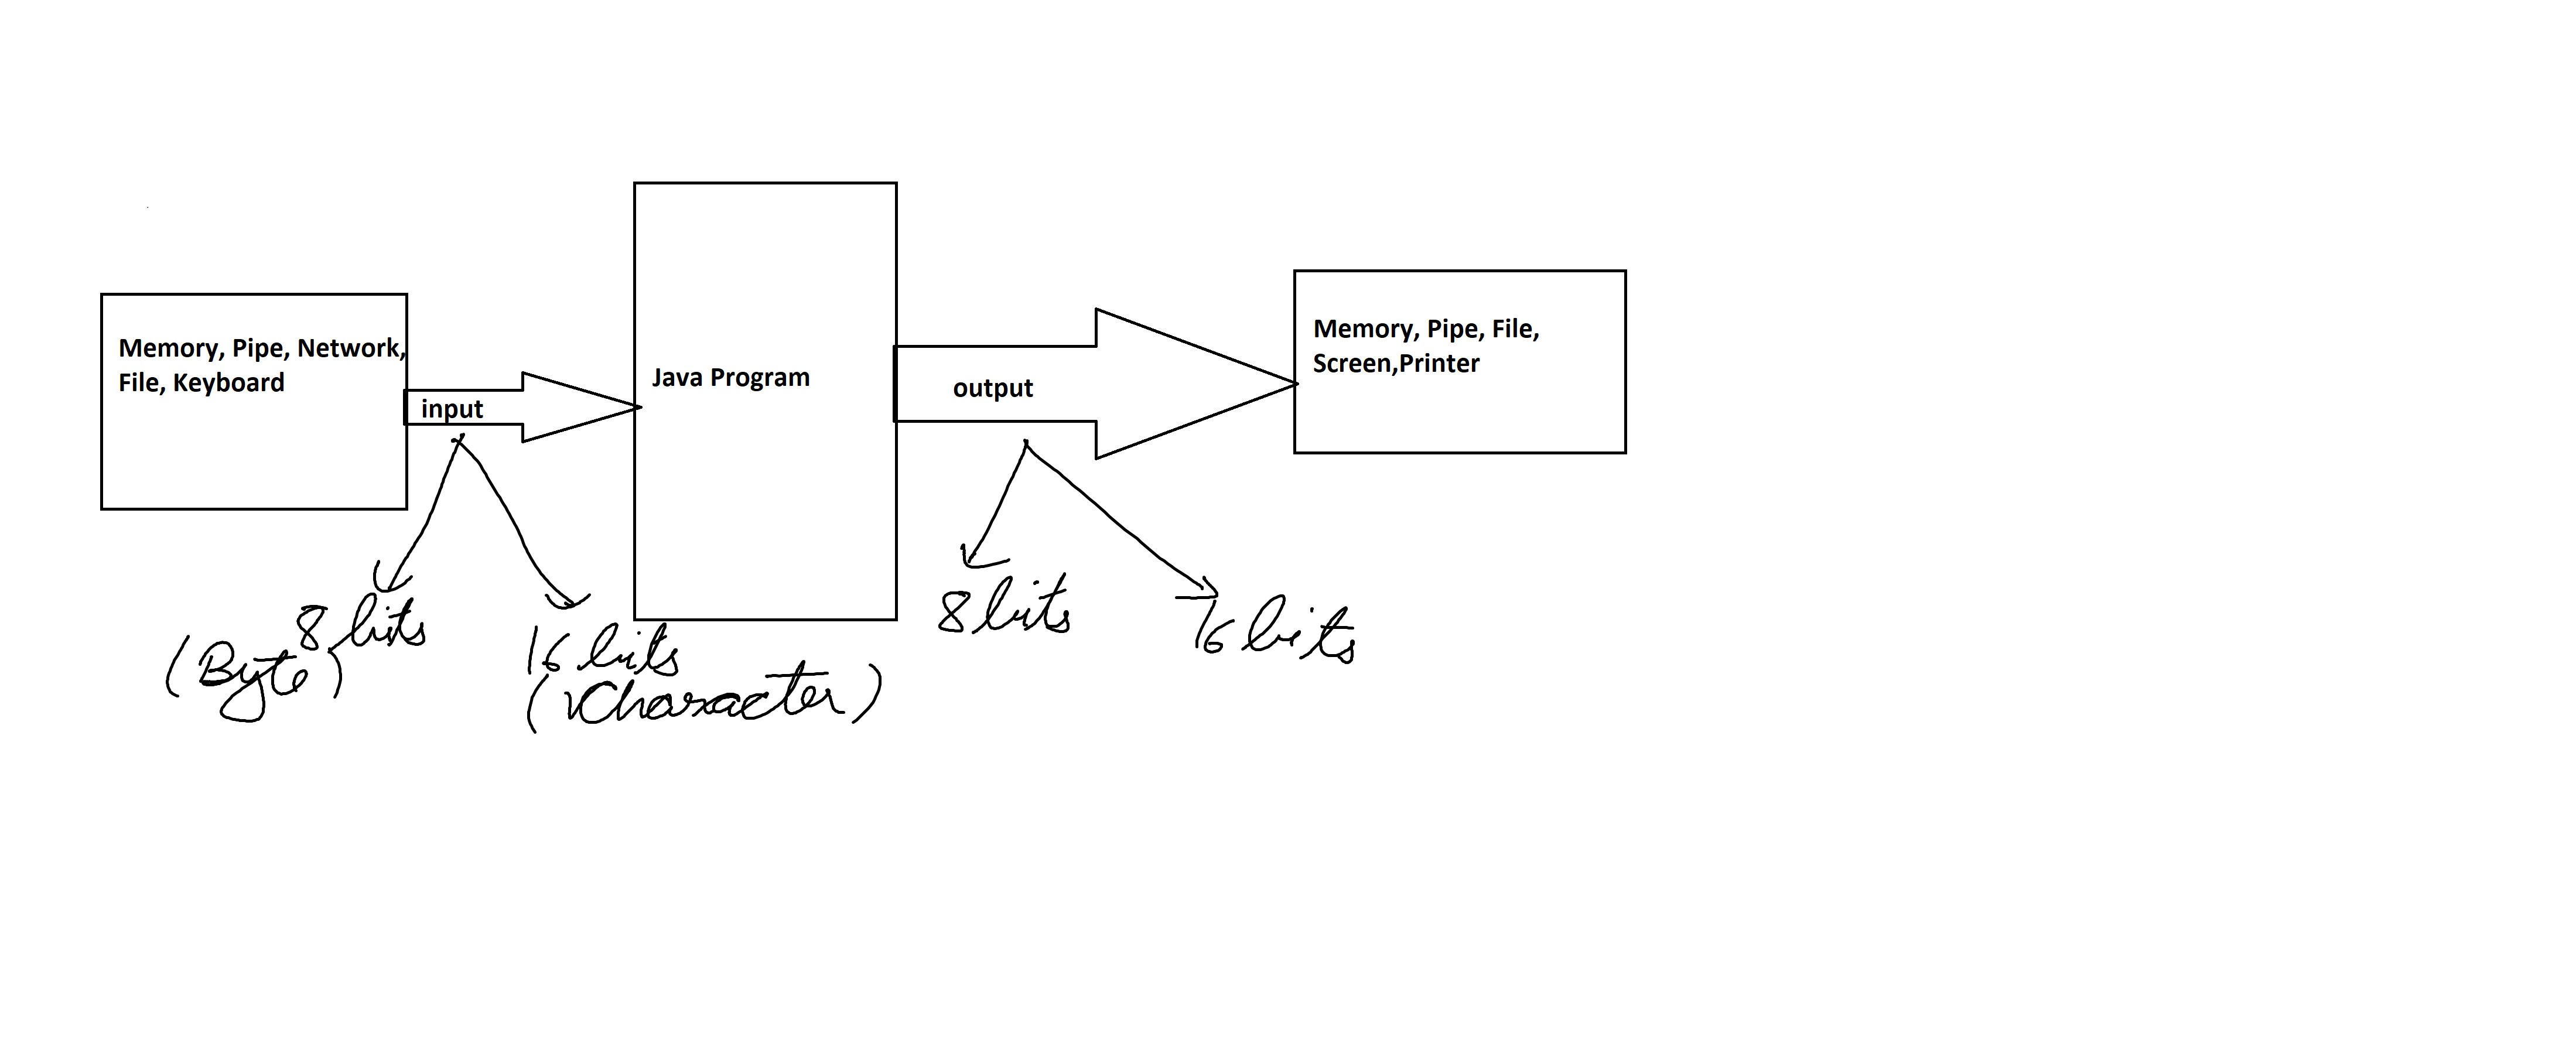 Memory, Pipe, Network,
File, Keyboard
input
Java Program
output
Memory, Pipe, File,
Screen,Printer
8 bits
(Byte)
16 bits
(Character)
8 bits
16 bits